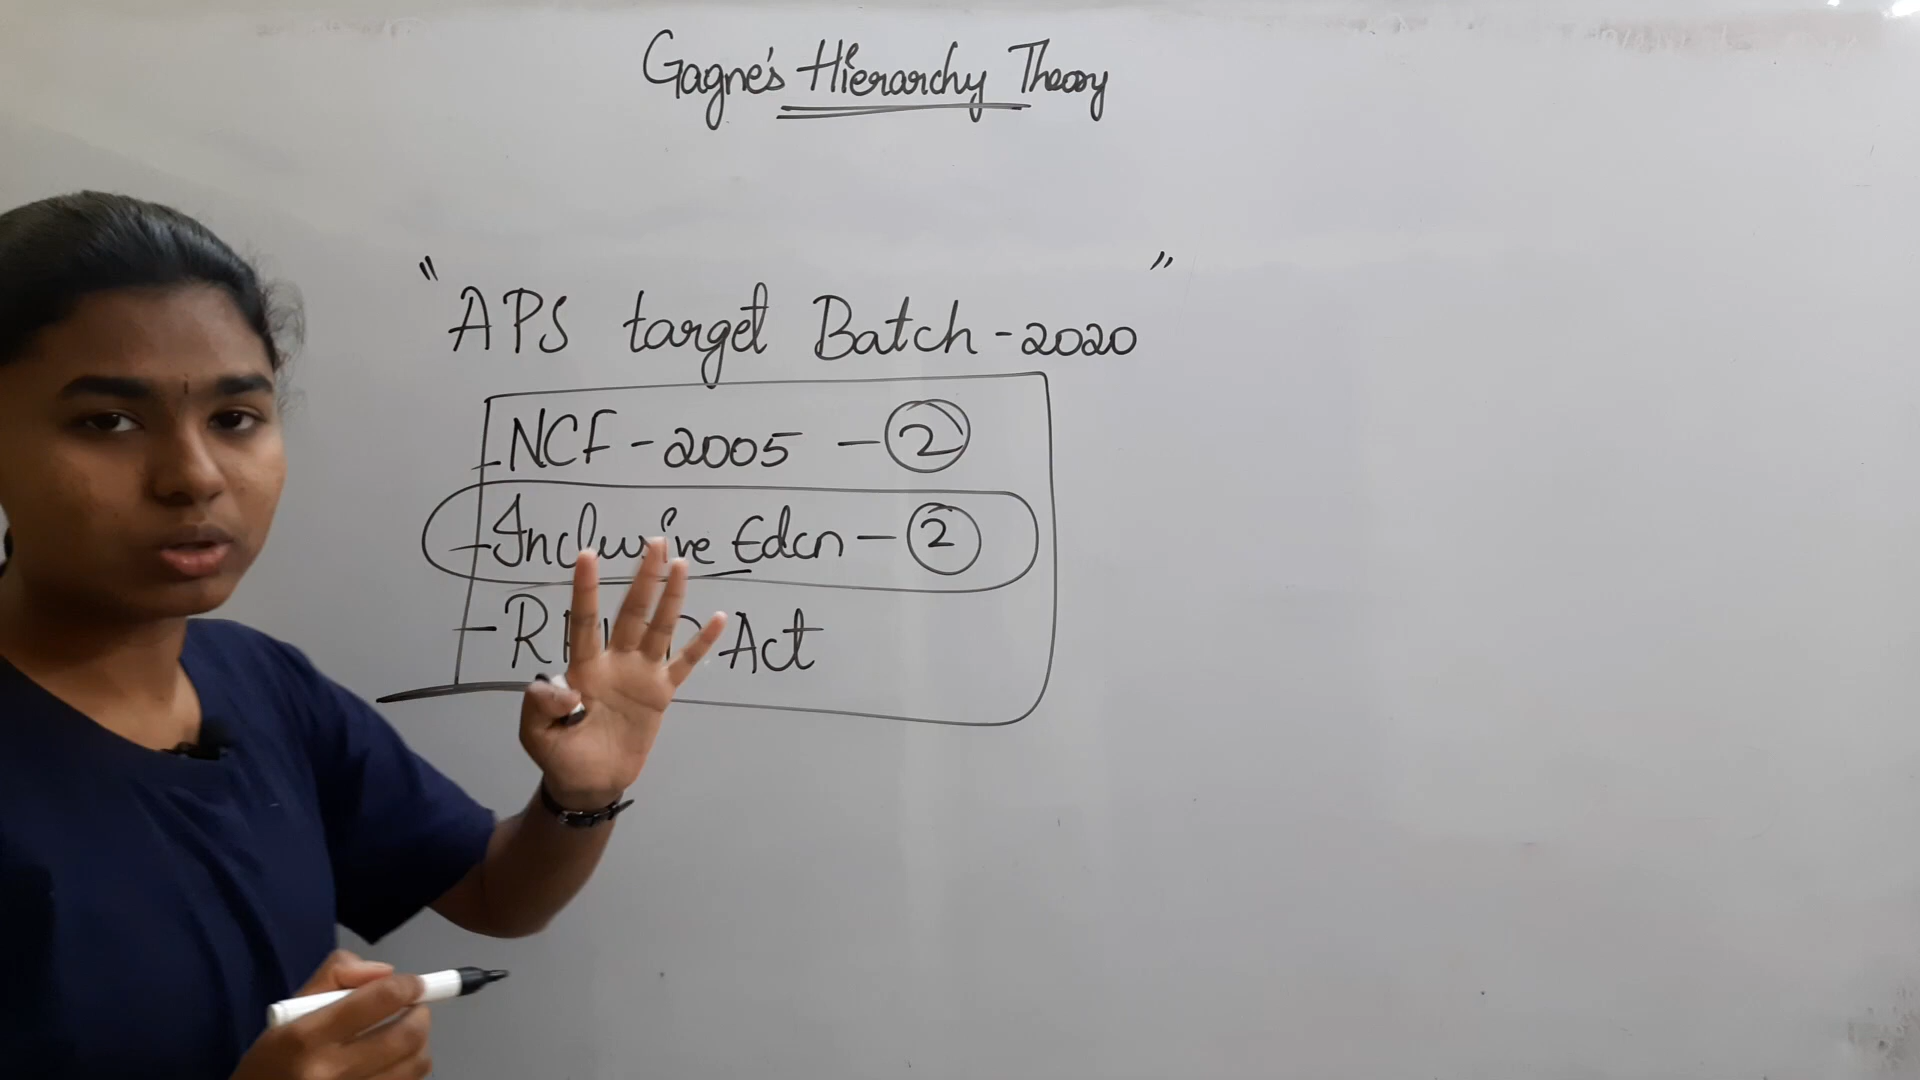 Gagne's Hierarchy Theory
"APS target Batch - 2020"
- NCF - 2005 - 2
- Inclusive Edcn - 2
- Act